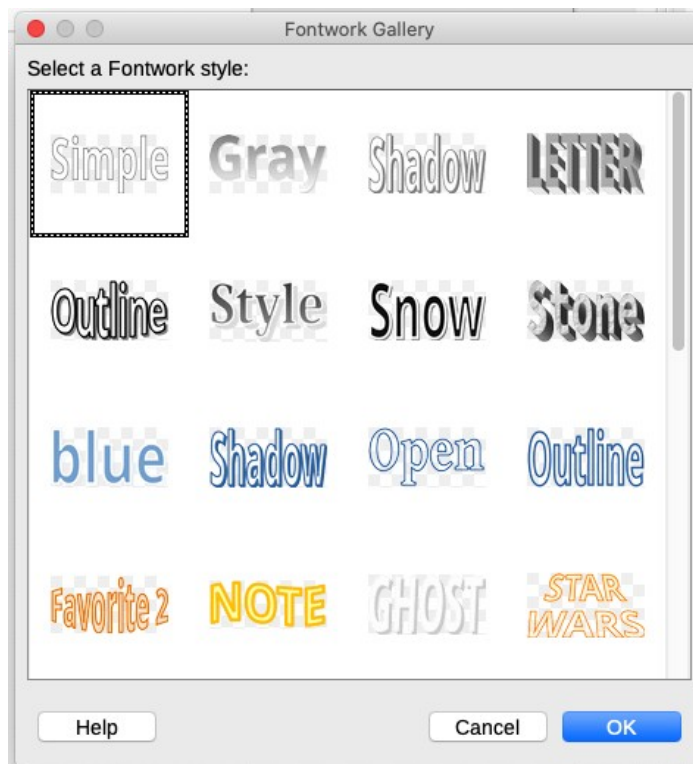 Fontwork Gallery
Select a Fontwork style:
Simple Gray Shadow LETTER
Outline Style Snow Stone
blue Shadow Open Outline
Favorite 2 NOTE GHOST STAR WARS
Help Cancel OK